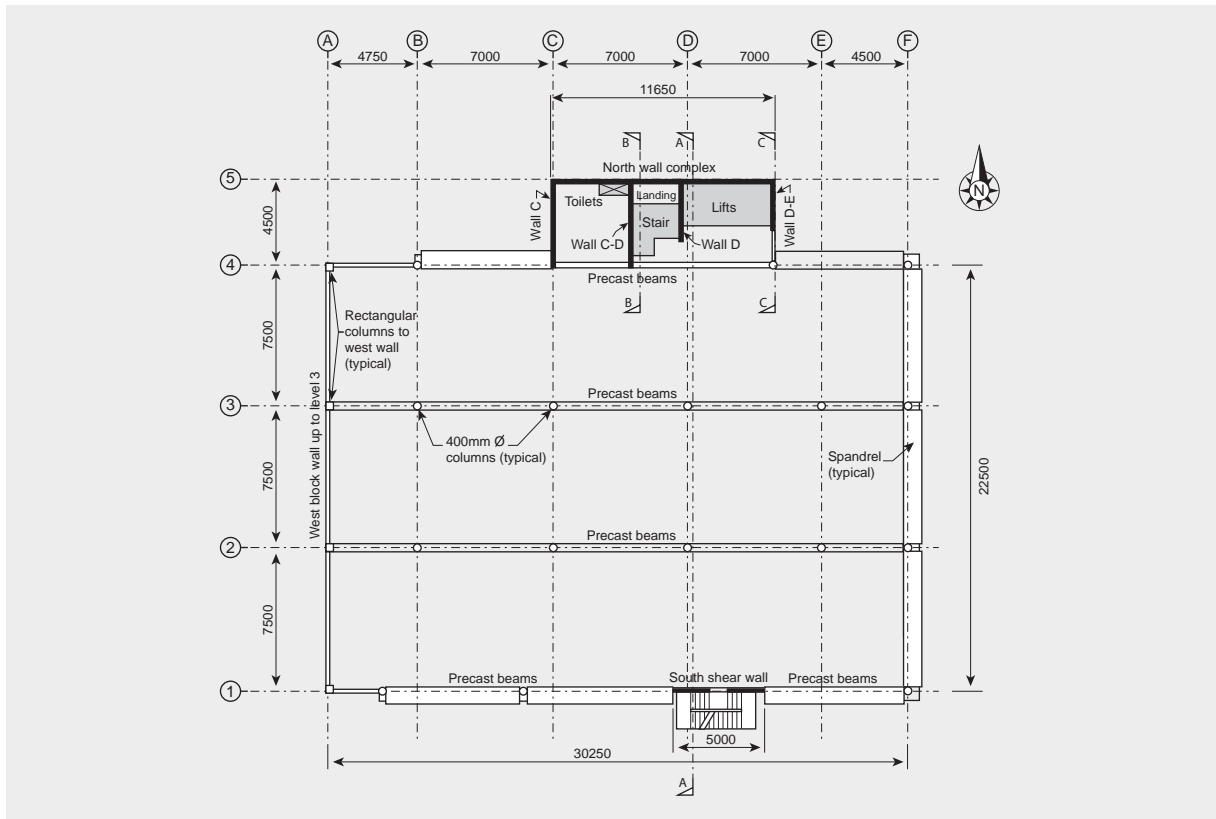 A
B
C
D
E
F
4750
7000
7000
7000
4500
11650
B
A
C
5
North wall complex
N
4500
Wall C
Toilets
Landing
Stair
Lifts
Wall D-E
Wall C-D
Wall D
4
Precast beams
B
C
7500
Rectangular
columns to
west wall
(typical)
West block wall up to level 3
Precast beams
3
400mm Ø
columns (typical)
7500
Spandrel
(typical)
22500
Precast beams
2
7500
Precast beams
South shear wall
Precast beams
1
5000
30250
A